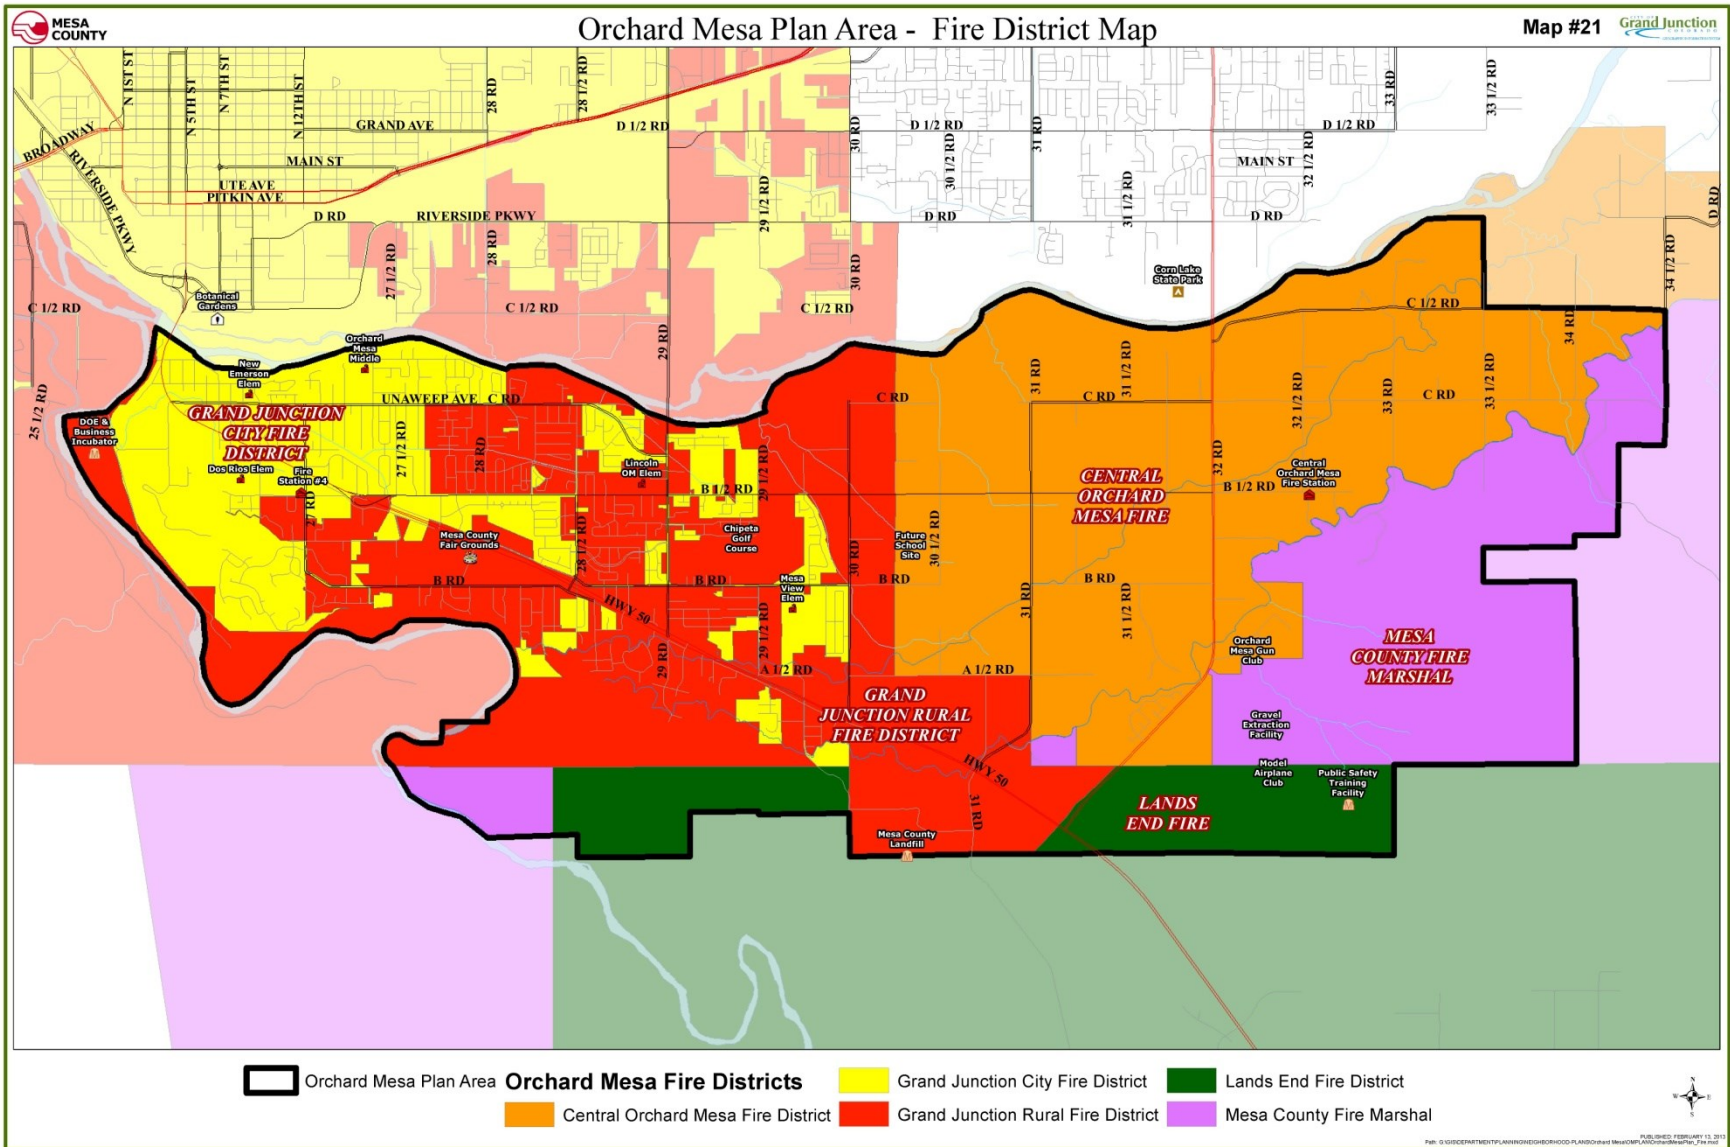 MESA
COUNTY
Orchard Mesa Plan Area - Fire District Map
Map #21
CITY OF
Grand Junction
COLORADO
N 1ST ST
N 5TH ST
N 7TH ST
N 12TH ST
28 RD
28 1/2 RD
30 RD
31 RD
33 RD
33 1/2 RD
BROADWAY
RIVERSIDE PKWY
GRAND AVE
D 1/2 RD
D 1/2 RD
D 1/2 RD
MAIN ST
30 1/2 RD
MAIN ST
32 1/2 RD
UTE AVE
PITKIN AVE
29 1/2 RD
31 1/2 RD
D RD
RIVERSIDE PKWY
D RD
D RD
D RD
27 1/2 RD
28 RD
30 RD
34 1/2 RD
Corn Lake
State Park
Botanical
Gardens
C 1/2 RD
C 1/2 RD
C 1/2 RD
C 1/2 RD
29 RD
34 RD
Orchard
Mesa
Middle
New
Emerson
Elem
31 RD
31 1/2 RD
32 1/2 RD
33 RD
33 1/2 RD
25 1/2 RD
UNAWEEP AVE
C RD
C RD
C RD
C RD
GRAND JUNCTION
CITY FIRE
DISTRICT
DOE &
Business
Incubator
27 1/2 RD
28 RD
32 RD
Dos Rios Elem
Fire
Station #4
Lincoln
OM Elem
29 1/2 RD
CENTRAL
ORCHARD
MESA FIRE
Central
Orchard Mesa
Fire Station
B 1/2 RD
B 1/2 RD
27 RD
Mesa County
Fair Grounds
28 1/2 RD
Chipeta
Golf
Course
30 RD
Future
School
Site
30 1/2 RD
B RD
B RD
B RD
B RD
Mesa
View
Elem
HWY 50
29 RD
29 1/2 RD
31 RD
31 1/2 RD
Orchard
Mesa Gun
Club
MESA
COUNTY FIRE
MARSHAL
A 1/2 RD
A 1/2 RD
GRAND
JUNCTION RURAL
FIRE DISTRICT
Gravel
Extraction
Facility
HWY 50
Model
Airplane
Club
Public Safety
Training
Facility
31 RD
LANDS
END FIRE
Mesa County
Landfill
Orchard Mesa Plan Area
Orchard Mesa Fire Districts
Grand Junction City Fire District
Lands End Fire District
Central Orchard Mesa Fire District
Grand Junction Rural Fire District
Mesa County Fire Marshal
N
W
E
S
PUBLISHED: FEBRUARY 13, 2013